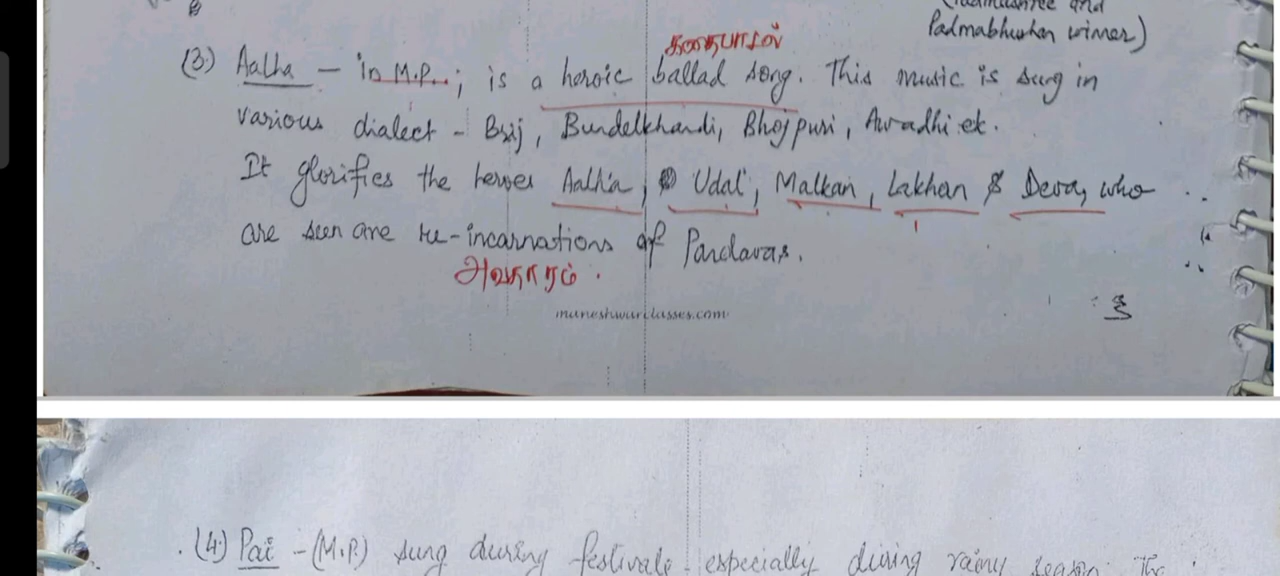 Padmabhushan winner)
கதைபாடல்
(3) Aalha – in M.P.; is a heroic ballad song. This music is sung in
various dialect - Brij, Bundelkhandi, Bhojpuri, Awadhi etc.
It glorifies the heroes Aalha, Udal, Malkan, Lakhan & Deva, who
are seen are re-incarnations of Pandavas.
அவதாரம்.
muneshwarclasses.com
(4) Pai - (M.P) sung during festivals especially during rainy season. The